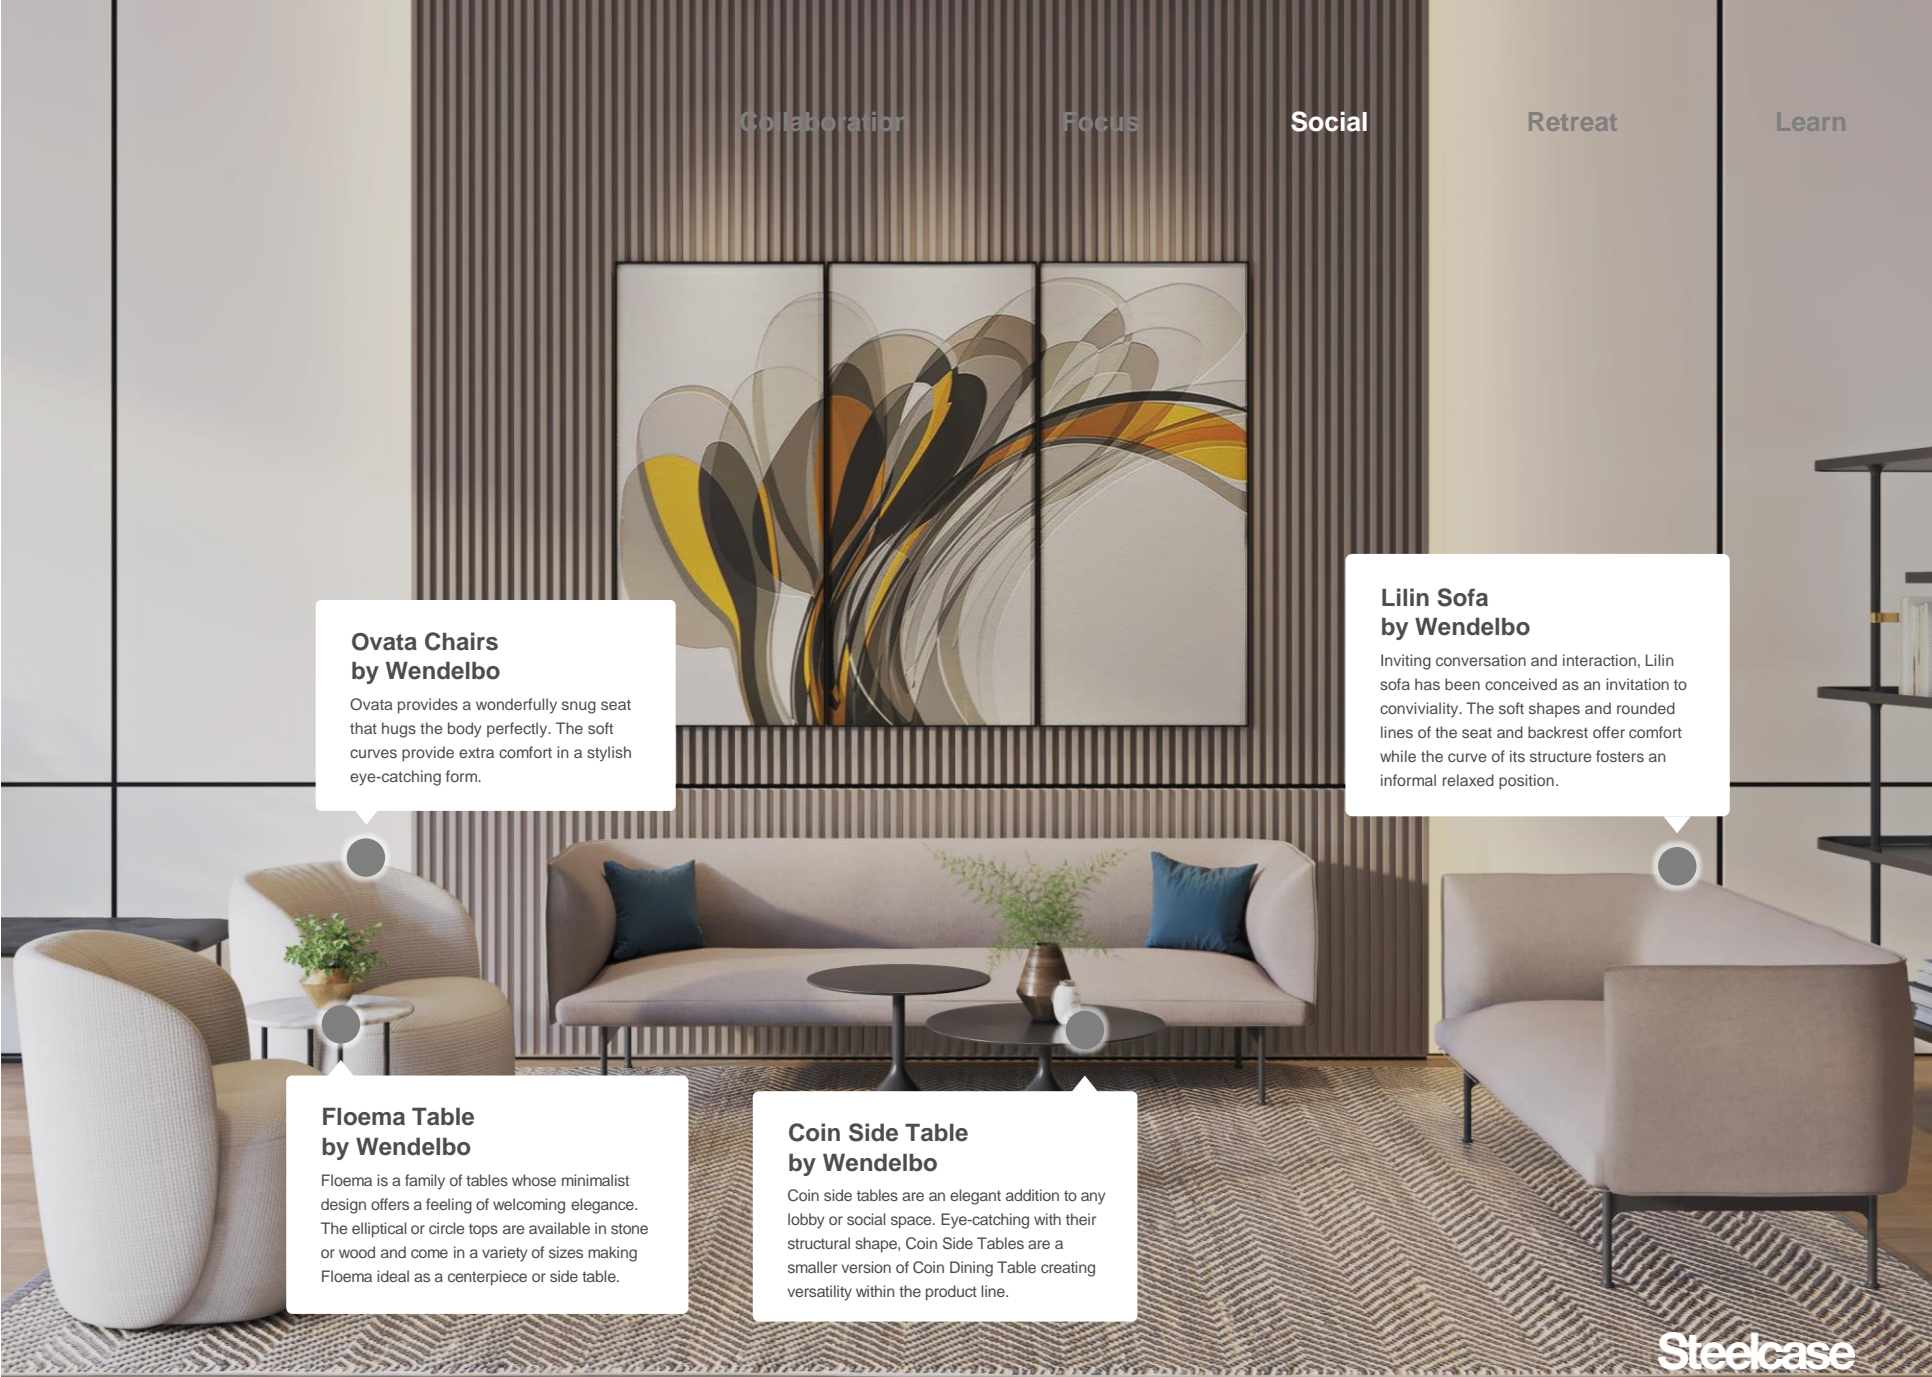 Collaboration Focus Social Retreat Learn
Ovata Chairs
by Wendelbo
Ovata provides a wonderfully snug seat
that hugs the body perfectly. The soft
curves provide extra comfort in a stylish
eye-catching form.
Lilin Sofa
by Wendelbo
Inviting conversation and interaction, Lilin
sofa has been conceived as an invitation to
conviviality. The soft shapes and rounded
lines of the seat and backrest offer comfort
while the curve of its structure fosters an
informal relaxed position.
Floema Table
by Wendelbo
Floema is a family of tables whose minimalist
design offers a feeling of welcoming elegance.
The elliptical or circle tops are available in stone
or wood and come in a variety of sizes making
Floema ideal as a centerpiece or side table.
Coin Side Table
by Wendelbo
Coin side tables are an elegant addition to any
lobby or social space. Eye-catching with their
structural shape, Coin Side Tables are a
smaller version of Coin Dining Table creating
versatility within the product line.
Steelcase